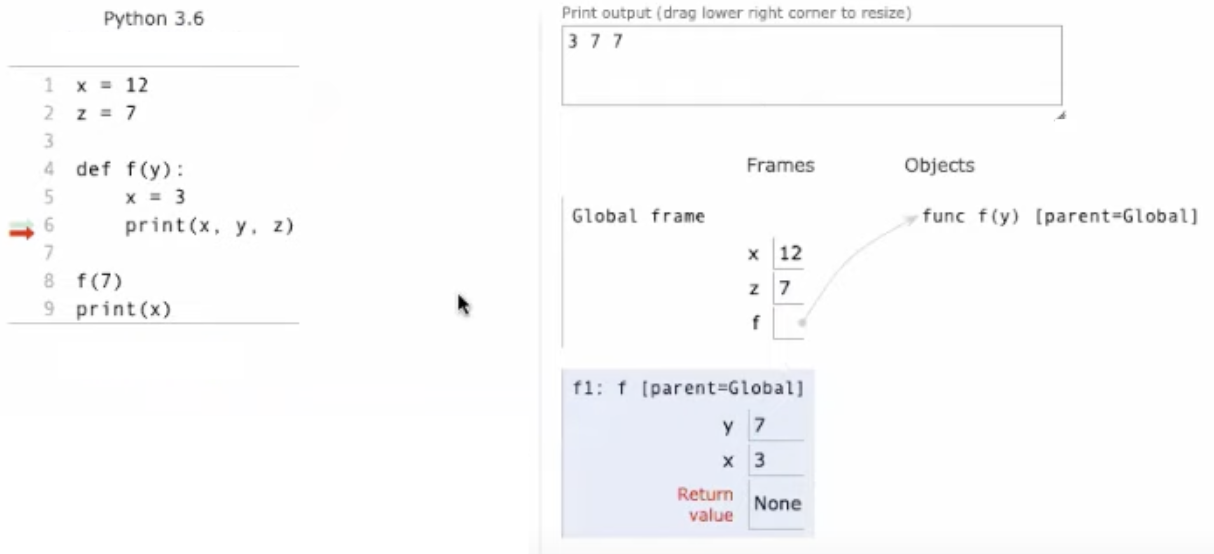 Python 3.6
1 x = 12
2 z = 7
3
4 def f(y):
5     x = 3
6     print(x, y, z)
7
8 f(7)
9 print(x)
Print output (drag lower right corner to resize)
3 7 7
Frames Objects
Global frame func f(y) [parent=Global]
x 12
z 7
f
f1: f [parent=Global]
y 7
x 3
Return
value None